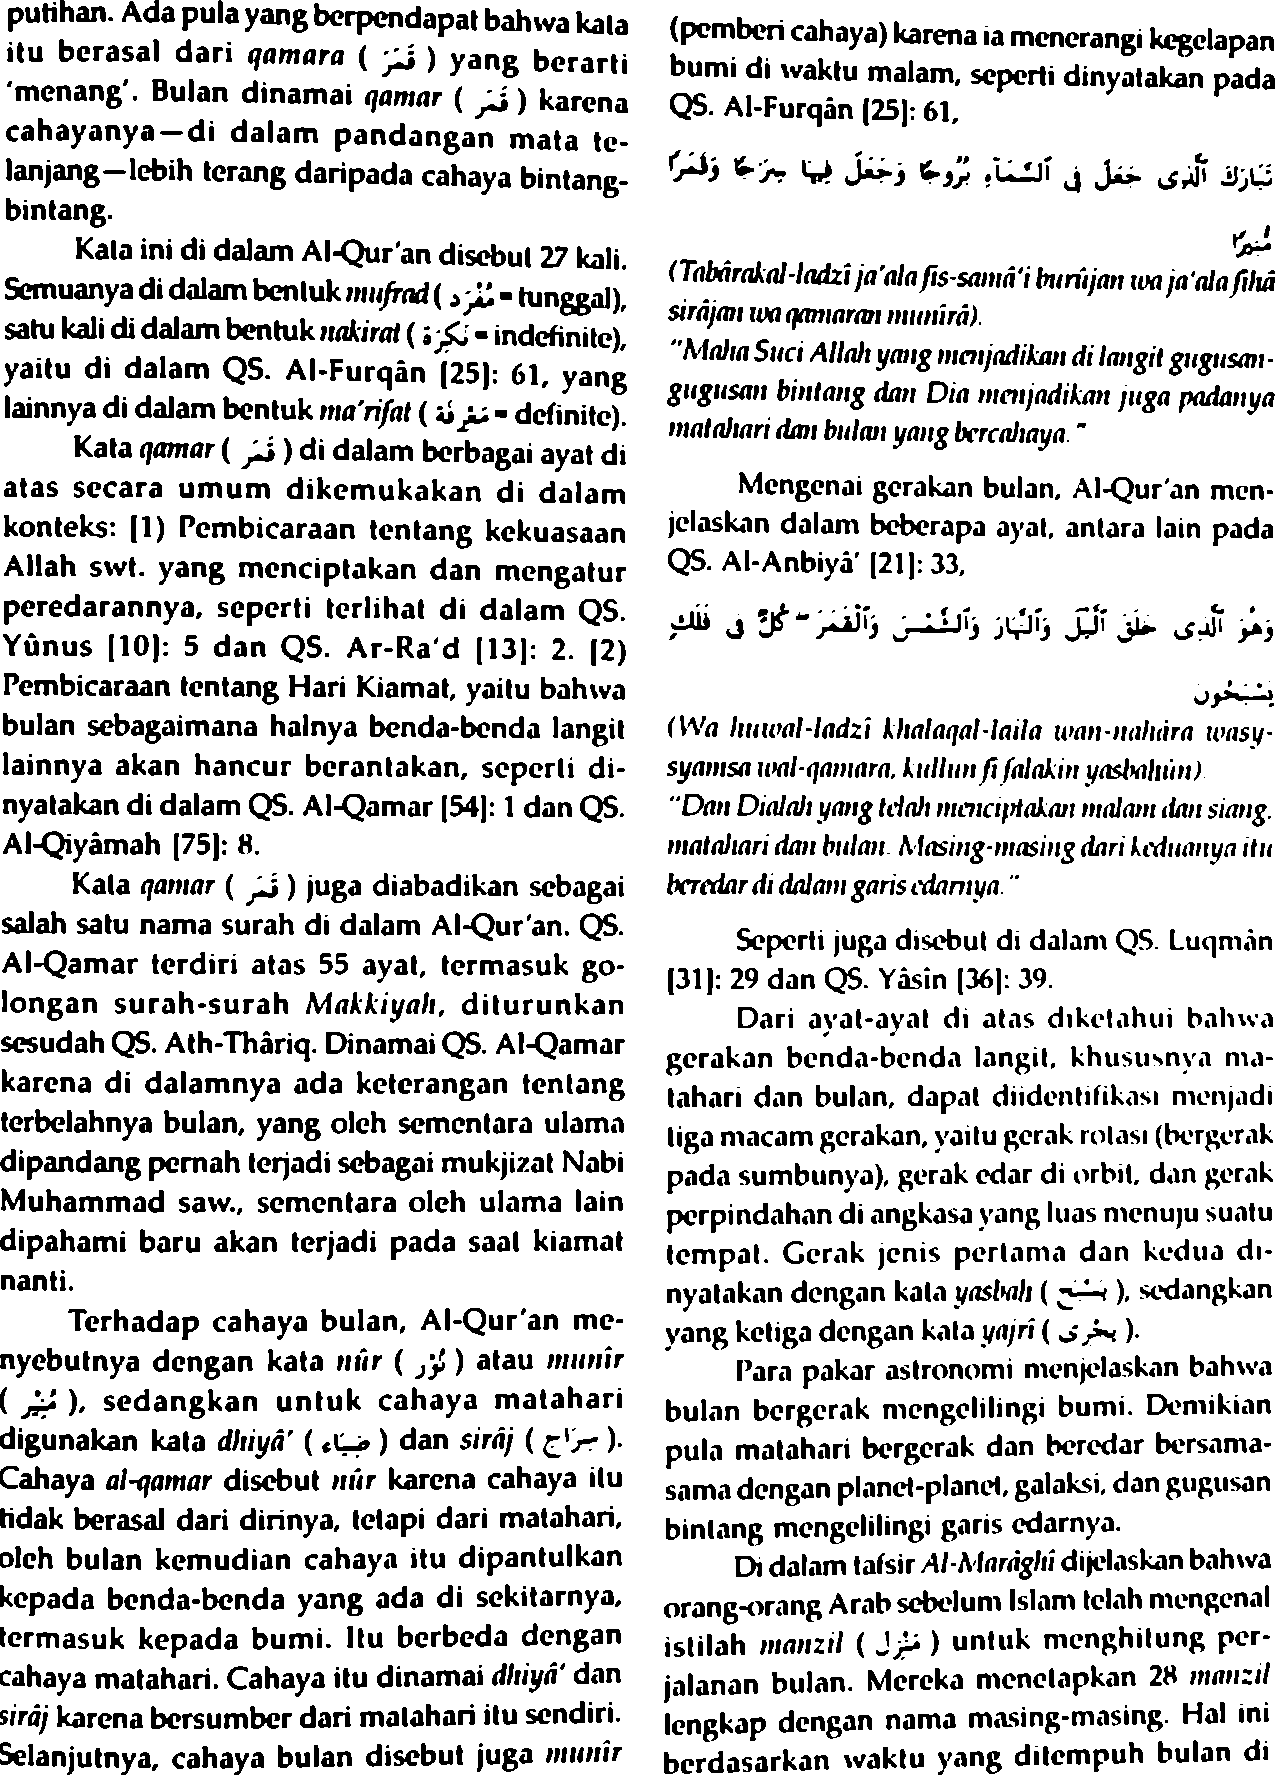 putihan. Ada pula yang berpendapat bahwa kata
itu berasal dari qamara ( قَمَرَ ) yang berarti
'menang'. Bulan dinamai qamar ( قَمَر ) karena
cahayanya—di dalam pandangan mata te-
lanjang—lebih terang daripada cahaya bintang-
bintang.
Kata ini di dalam Al-Qur'an disebut 27 kali.
Semuanya di dalam bentuk mufrad ( مُفْرَد = tunggal),
satu kali di dalam bentuk nakirat ( نَكِرَة = indefinite),
yaitu di dalam QS. Al-Furqân [25]: 61, yang
lainnya di dalam bentuk ma'rifat ( مَعْرِفَة = definite).
Kata qamar ( قَمَر ) di dalam berbagai ayat di
atas secara umum dikemukakan di dalam
konteks: [1) Pembicaraan tentang kekuasaan
Allah swt. yang menciptakan dan mengatur
peredarannya, seperti terlihat di dalam QS.
Yûnus [10]: 5 dan QS. Ar-Ra'd [13]: 2. [2)
Pembicaraan tentang Hari Kiamat, yaitu bahwa
bulan sebagaimana halnya benda-benda langit
lainnya akan hancur berantakan, seperti di-
nyatakan di dalam QS. Al-Qamar [54]: 1 dan QS.
Al-Qiyâmah [75]: 8.
Kata qamar ( قَمَر ) juga diabadikan sebagai
salah satu nama surah di dalam Al-Qur'an. QS.
Al-Qamar terdiri atas 55 ayat, termasuk go-
longan surah-surah Makkiyah, diturunkan
sesudah QS. Ath-Thâriq. Dinamai QS. Al-Qamar
karena di dalamnya ada keterangan tentang
terbelahnya bulan, yang oleh sementara ulama
dipandang pernah terjadi sebagai mukjizat Nabi
Muhammad saw., sementara oleh ulama lain
dipahami baru akan terjadi pada saat kiamat
nanti.
Terhadap cahaya bulan, Al-Qur'an me-
nyebutnya dengan kata nûr ( نُوْر ) atau munîr
( مُنِيْر ), sedangkan untuk cahaya matahari
digunakan kata dhiyâ' ( ضِيَاء ) dan sirâj ( سِرَاج ).
Cahaya al-qamar disebut nûr karena cahaya itu
tidak berasal dari dirinya, tetapi dari matahari,
oleh bulan kemudian cahaya itu dipantulkan
kepada benda-benda yang ada di sekitarnya,
termasuk kepada bumi. Itu berbeda dengan
cahaya matahari. Cahaya itu dinamai dhiyâ' dan
sirâj karena bersumber dari matahari itu sendiri.
Selanjutnya, cahaya bulan disebut juga munîr
(pemberi cahaya) karena ia menerangi kegelapan
bumi di waktu malam, seperti dinyatakan pada
QS. Al-Furqân [25]: 61,
تَبَارَكَ ٱلَّذِى جَعَلَ فِى ٱلسَّمَآءِ بُرُوجًا وَجَعَلَ فِيهَا سِرَٰجًا وَقَمَرًا
مُّنِيرًا
(Tabârakal-ladzî ja'ala fis-samâ'i burûjan wa ja'ala fîhâ
sirâjan wa qamaran munîrâ).
"Maha Suci Allah yang menjadikan di langit gugusan-
gugusan bintang dan Dia menjadikan juga padanya
matahari dan bulan yang bercahaya."
Mengenai gerakan bulan, Al-Qur'an men-
jelaskan dalam beberapa ayat, antara lain pada
QS. Al-Anbiyâ' [21]: 33,
وَهُوَ ٱلَّذِى خَلَقَ ٱلَّيْلَ وَٱلنَّهَارَ وَٱلشَّمْسَ وَٱلْقَمَرَ ۖ كُلٌّ فِى فَلَكٍ
يَسْبَحُونَ
(Wa huwal-ladzî khalaqal-laila wan-nahâra wasy-
syamsa wal-qamara, kullun fî falakin yasbahûn)
"Dan Dialah yang telah menciptakan malam dan siang,
matahari dan bulan. Masing-masing dari keduanya itu
beredar di dalam garis edarnya."
Seperti juga disebut di dalam QS. Luqmân
[31]: 29 dan QS. Yâsîn [36]: 39.
Dari ayat-ayat di atas diketahui bahwa
gerakan benda-benda langit, khususnya ma-
tahari dan bulan, dapat diidentifikasi menjadi
tiga macam gerakan, yaitu gerak rotasi (bergerak
pada sumbunya), gerak edar di orbit, dan gerak
perpindahan di angkasa yang luas menuju suatu
tempat. Gerak jenis pertama dan kedua di-
nyatakan dengan kata yasbah ( يَسْبَح ), sedangkan
yang ketiga dengan kata yajrî ( يَجْرِى ).
Para pakar astronomi menjelaskan bahwa
bulan bergerak mengelilingi bumi. Demikian
pula matahari bergerak dan beredar bersama-
sama dengan planet-planet, galaksi, dan gugusan
bintang mengelilingi garis edarnya.
Di dalam tafsir Al-Marâghî dijelaskan bahwa
orang-orang Arab sebelum Islam telah mengenal
istilah manzil ( مَنْزِل ) untuk menghitung per-
jalanan bulan. Mereka menetapkan 28 manzil
lengkap dengan nama masing-masing. Hal ini
berdasarkan waktu yang ditempuh bulan di